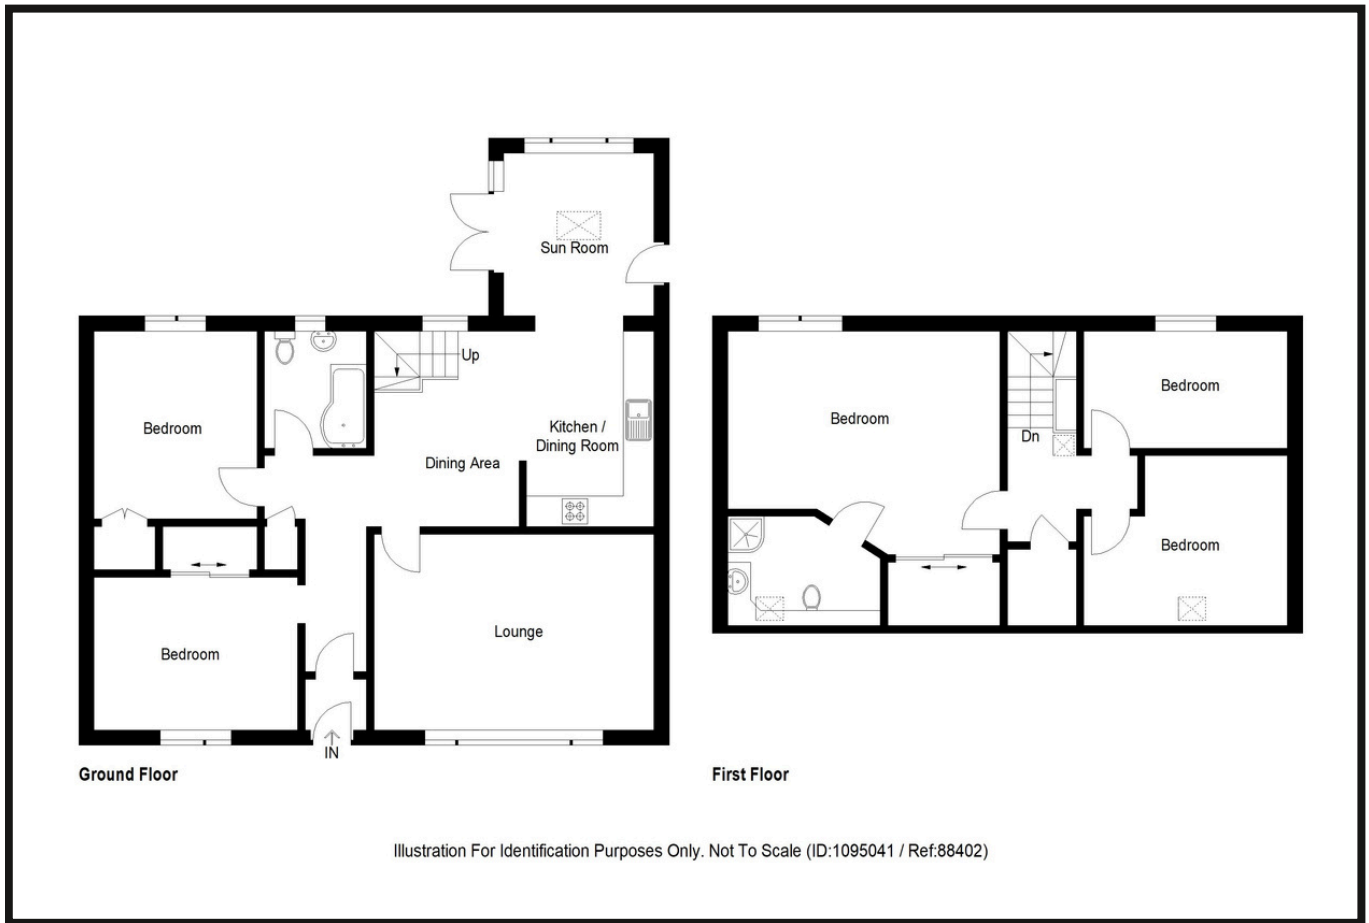 Sun Room
Up
Bedroom
Kitchen /
Dining Room
Dining Area
Bedroom
Lounge
IN
Ground Floor
Bedroom
Bedroom
Dn
Bedroom
First Floor
Illustration For Identification Purposes Only. Not To Scale (ID:1095041 / Ref:88402)